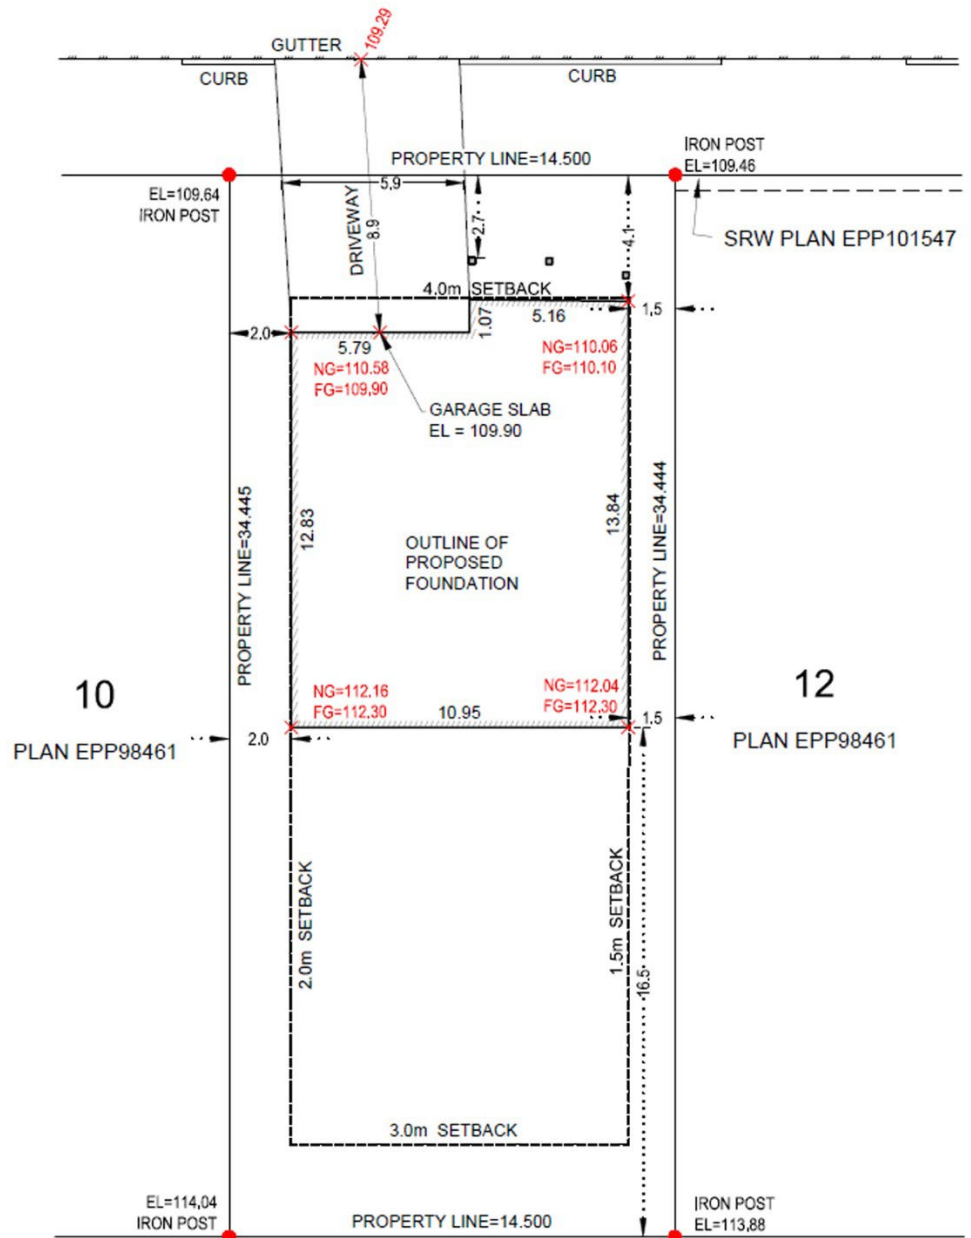 109.29
GUTTER
CURB
CURB
PROPERTY LINE=14.500
IRON POST
EL=109.46
EL=109.64
IRON POST
5.9
DRIVEWAY
8.9
2.7
4.1
SRW PLAN EPP101547
4.0m SETBACK
2.0
5.79
1.07
5.16
1.5
NG=110.58
FG=109.90
NG=110.06
FG=110.10
GARAGE SLAB
EL = 109.90
PROPERTY LINE=34.445
12.83
OUTLINE OF
PROPOSED
FOUNDATION
13.84
PROPERTY LINE=34.444
10
PLAN EPP98461
NG=112.16
FG=112.30
10.95
NG=112.04
FG=112.30
2.0
1.5
12
PLAN EPP98461
2.0m SETBACK
1.5m SETBACK
16.5
3.0m SETBACK
EL=114.04
IRON POST
PROPERTY LINE=14.500
IRON POST
EL=113.88